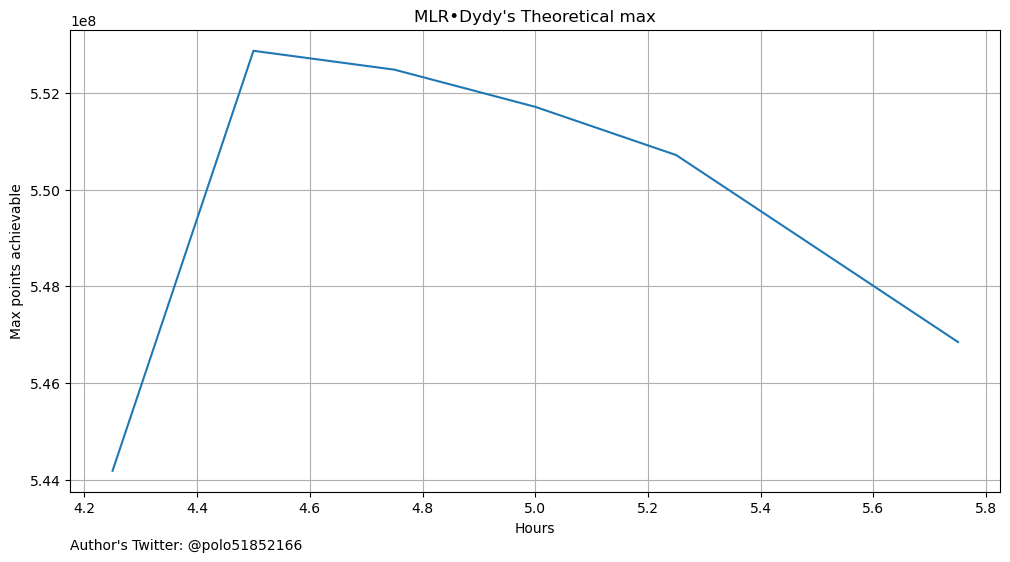 MLR•Dydy's Theoretical max
1e8
5.52
5.50
5.48
5.46
5.44
Max points achievable
4.2 4.4 4.6 4.8 5.0 5.2 5.4 5.6 5.8
Hours
Author's Twitter: @polo51852166